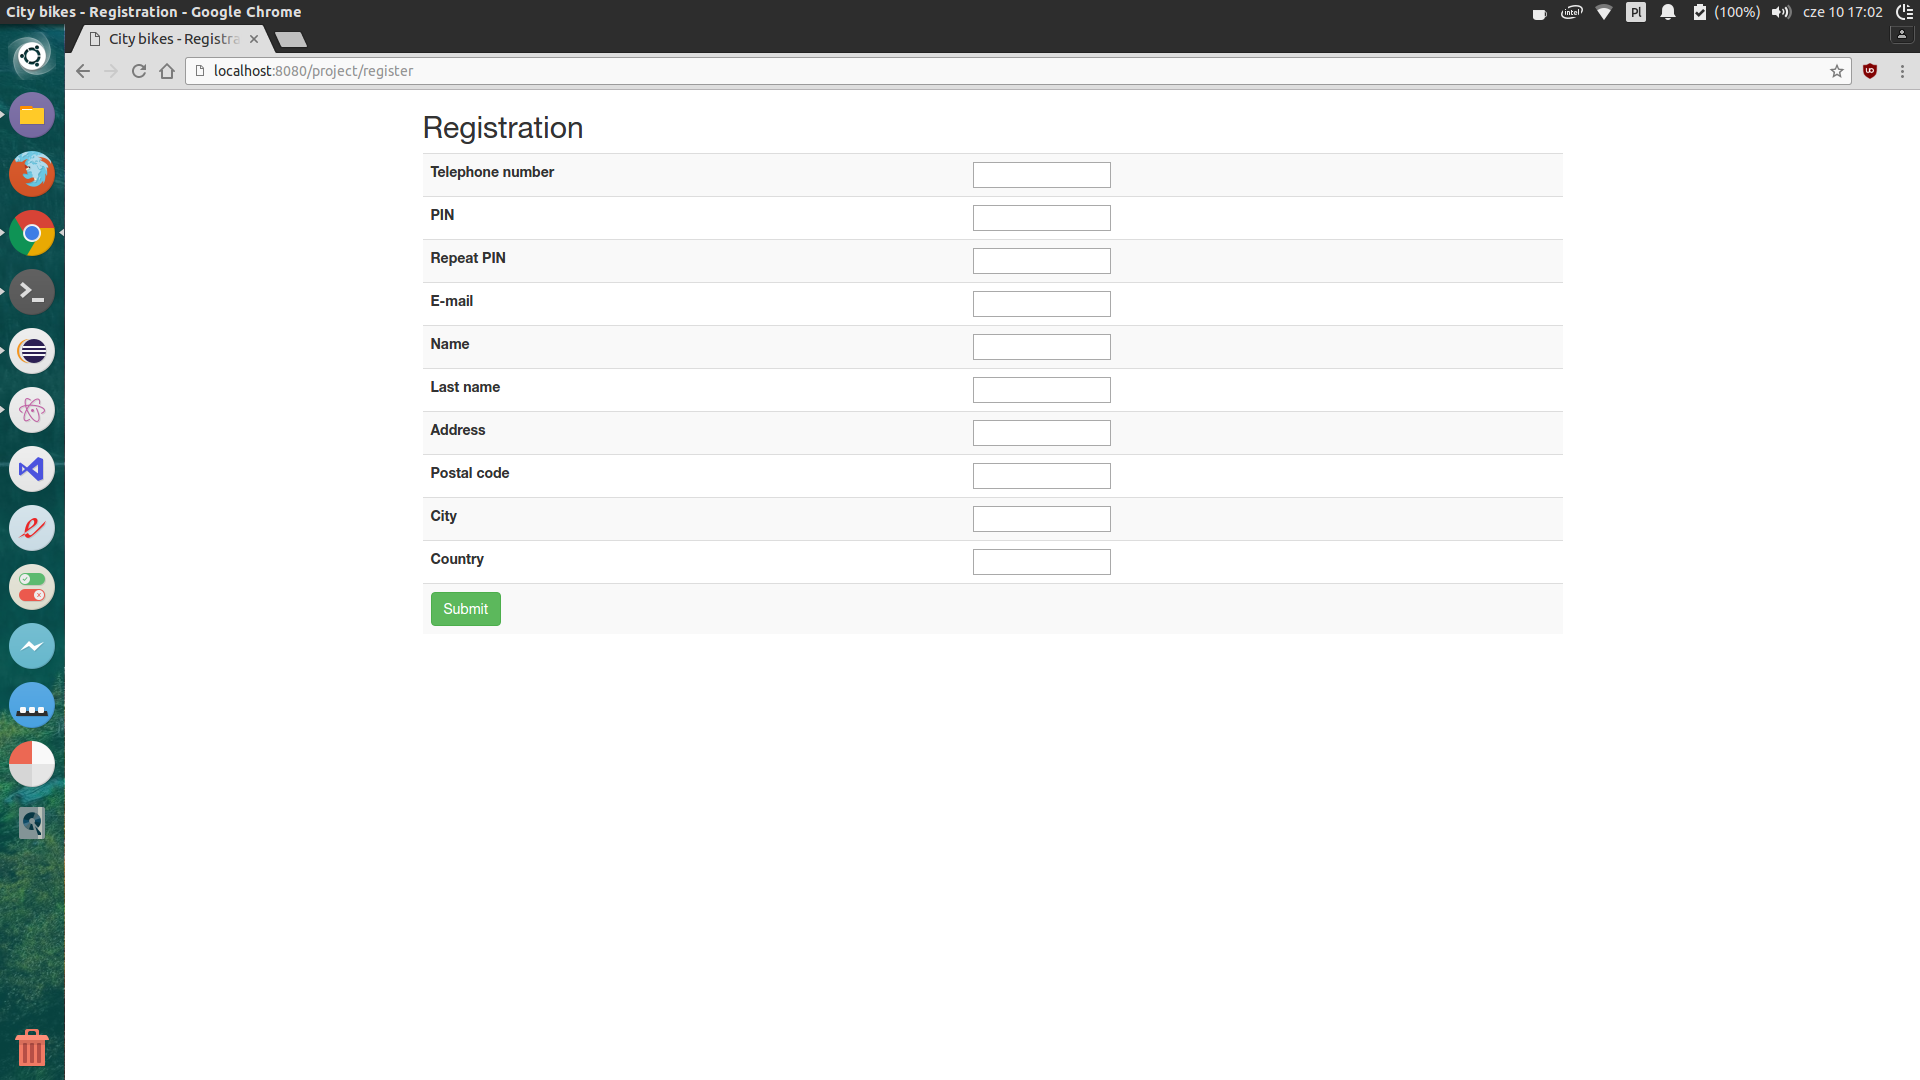 City bikes - Registration - Google Chrome
intel
Pl
(100%)
cze 10 17:02
City bikes - Registra
localhost:8080/project/register
Registration
Telephone number
PIN
Repeat PIN
E-mail
Name
Last name
Address
Postal code
City
Country
Submit